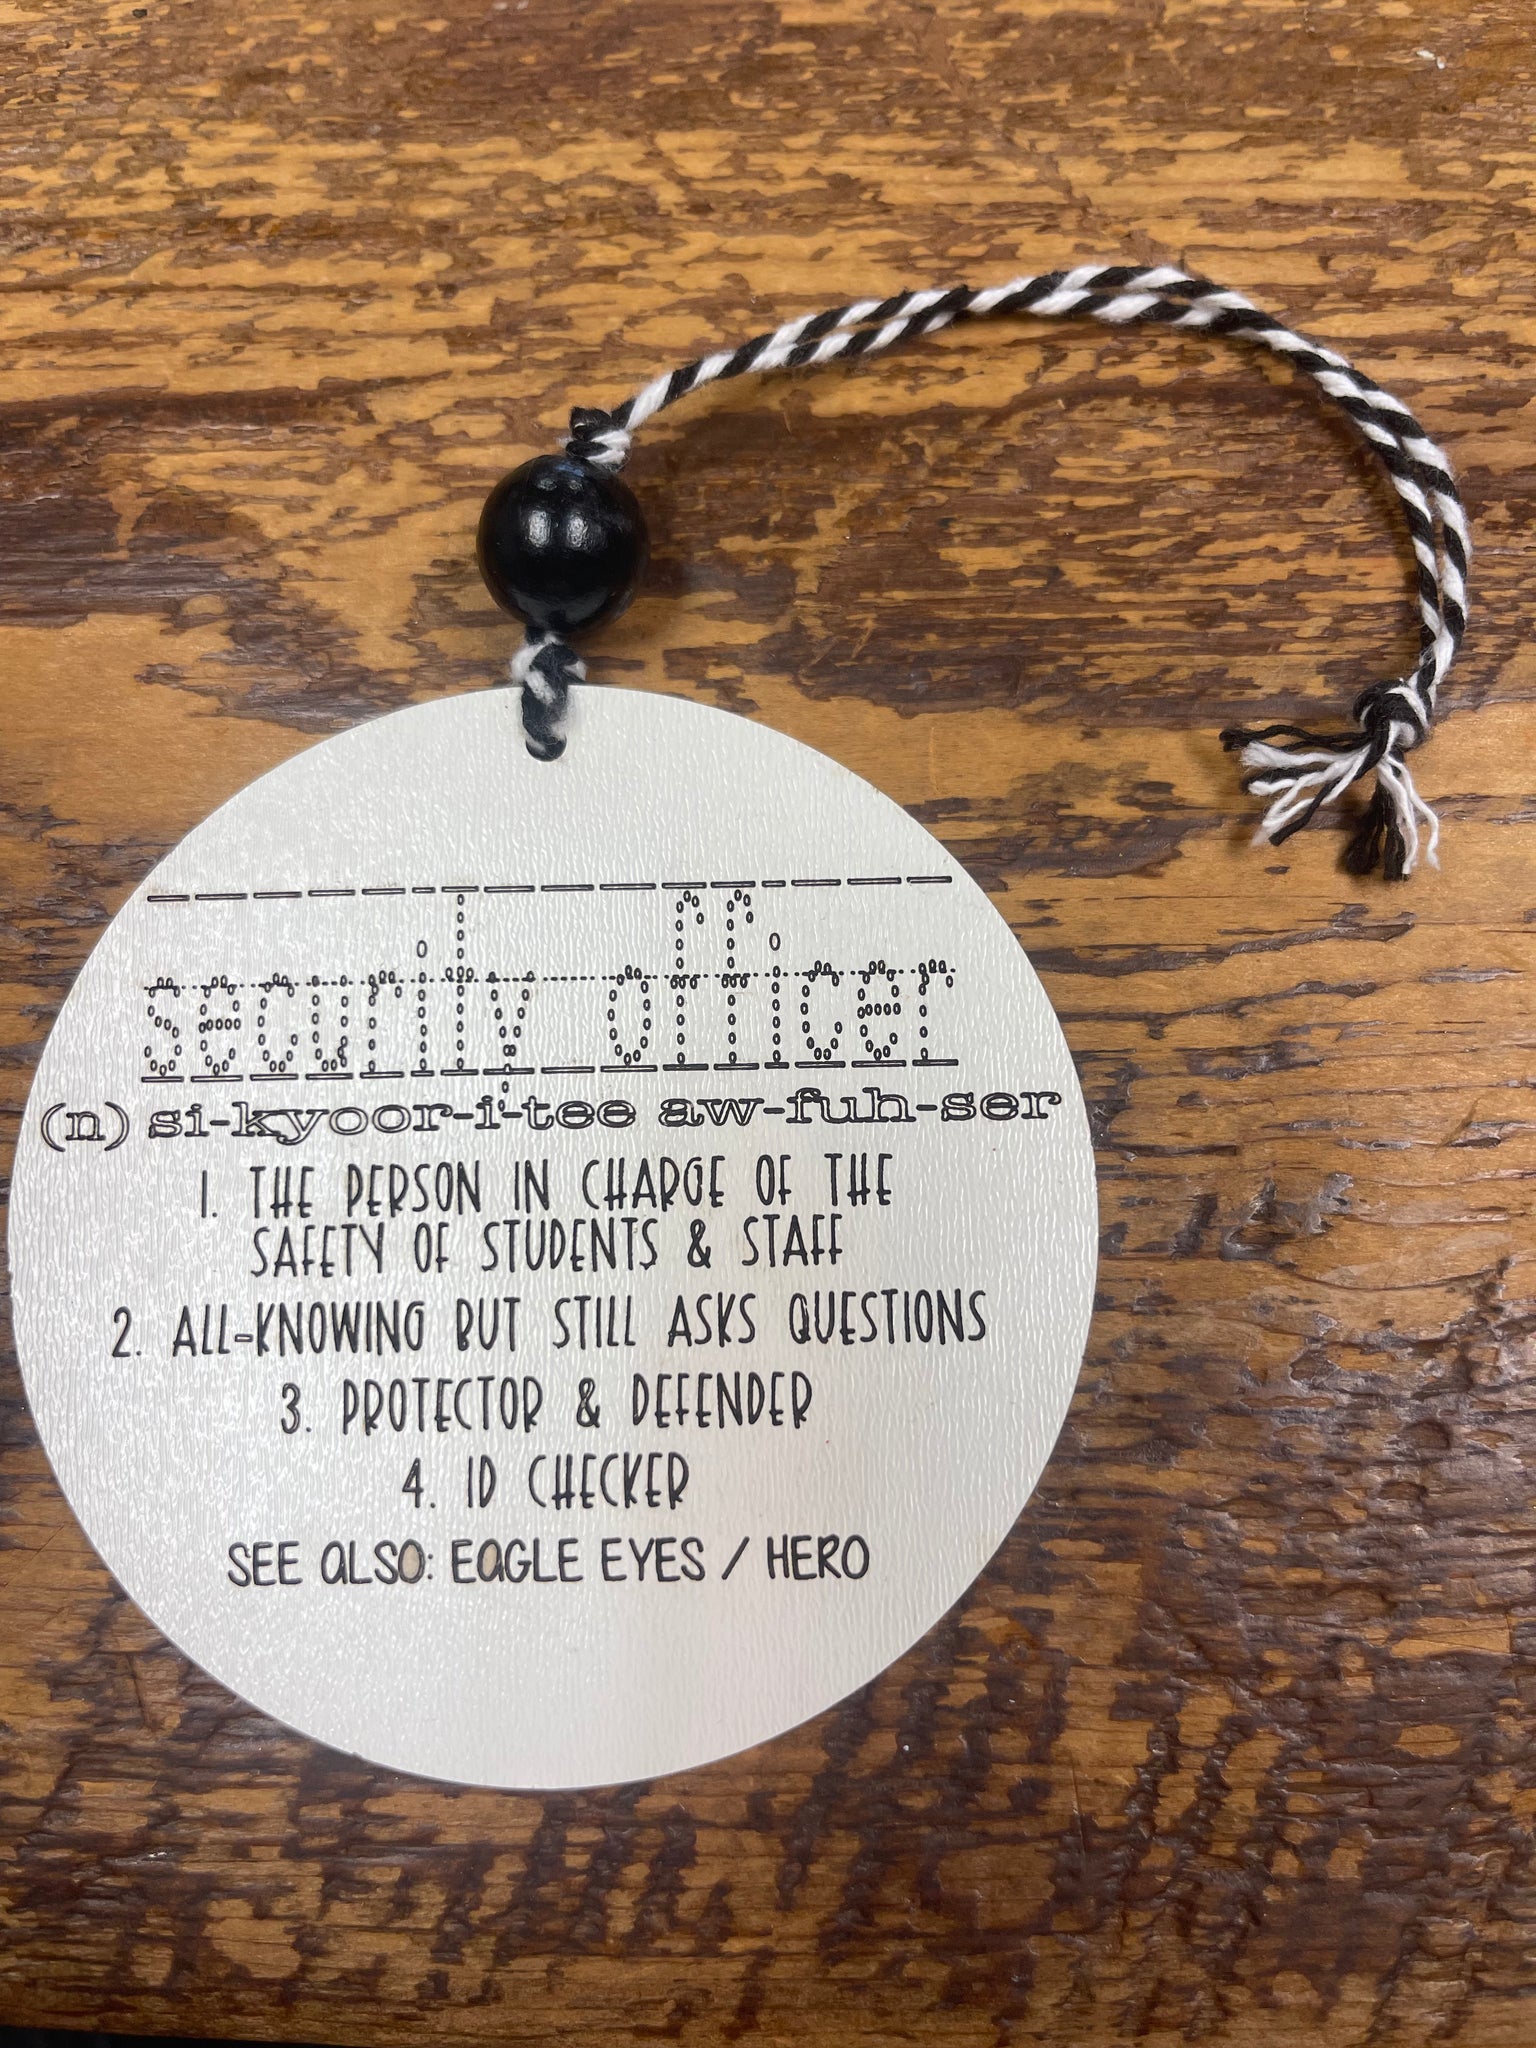 security officer
(n) si-kyoor-i-tee aw-fuh-ser
1. THE PERSON IN CHARGE OF THE
SAFETY OF STUDENTS & STAFF
2. ALL-KNOWING BUT STILL ASKS QUESTIONS
3. PROTECTOR & DEFENDER
4. ID CHECKER
SEE ALSO: EAGLE EYES / HERO